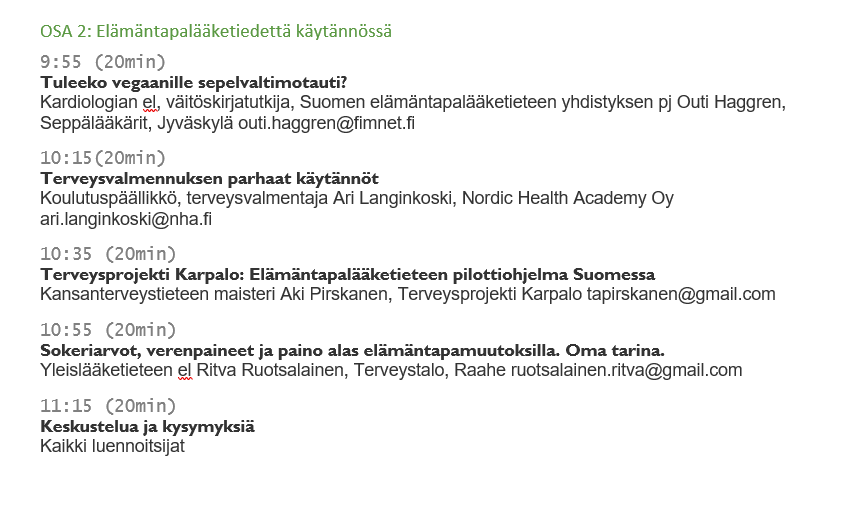 OSA 2: Elämäntapalääketiedettä käytännössä
9:55 (20min)
Tuleeko vegaanille sepelvaltimotauti?
Kardiologian el, väitöskirjatutkija, Suomen elämäntapalääketieteen yhdistyksen pj Outi Haggren,
Seppälääkärit, Jyväskylä outi.haggren@fimnet.fi
10:15(20min)
Terveysvalmennuksen parhaat käytännöt
Koulutuspäällikkö, terveysvalmentaja Ari Langinkoski, Nordic Health Academy Oy
ari.langinkoski@nha.fi
10:35 (20min)
Terveysprojekti Karpalo: Elämäntapalääketieteen pilottiohjelma Suomessa
Kansanterveystieteen maisteri Aki Pirskanen, Terveysprojekti Karpalo tapirskanen@gmail.com
10:55 (20min)
Sokeriarvot, verenpaineet ja paino alas elämäntapamuutoksilla. Oma tarina.
Yleislääketieteen el Ritva Ruotsalainen, Terveystalo, Raahe ruotsalainen.ritva@gmail.com
11:15 (20min)
Keskustelua ja kysymyksiä
Kaikki luennoitsijat